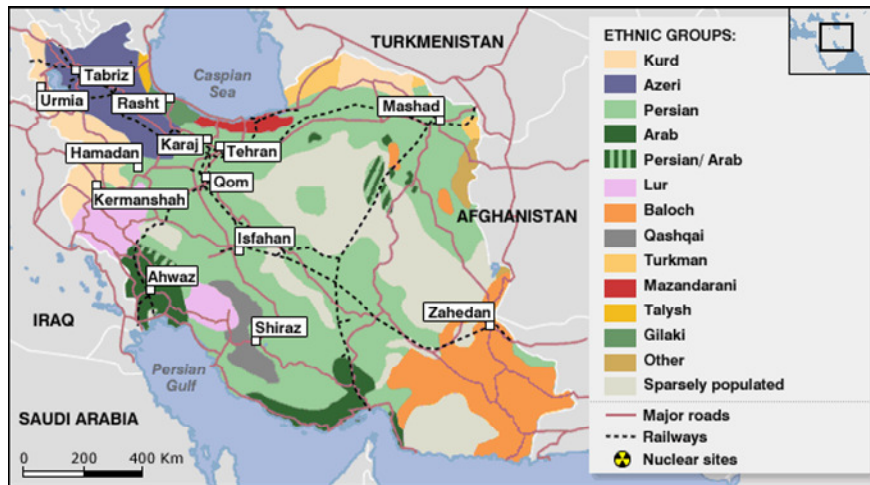 TURKMENISTAN
Caspian
Sea
Tabriz
Urmia
Rasht
Mashad
Karaj
Tehran
Hamadan
Qom
Kermanshah
AFGHANISTAN
Isfahan
Ahwaz
Zahedan
IRAQ
Shiraz
Persian
Gulf
SAUDI ARABIA
0 200 400 Km
ETHNIC GROUPS:
Kurd
Azeri
Persian
Arab
Persian/ Arab
Lur
Baloch
Qashqai
Turkman
Mazandarani
Talysh
Gilaki
Other
Sparsely populated
Major roads
Railways
Nuclear sites